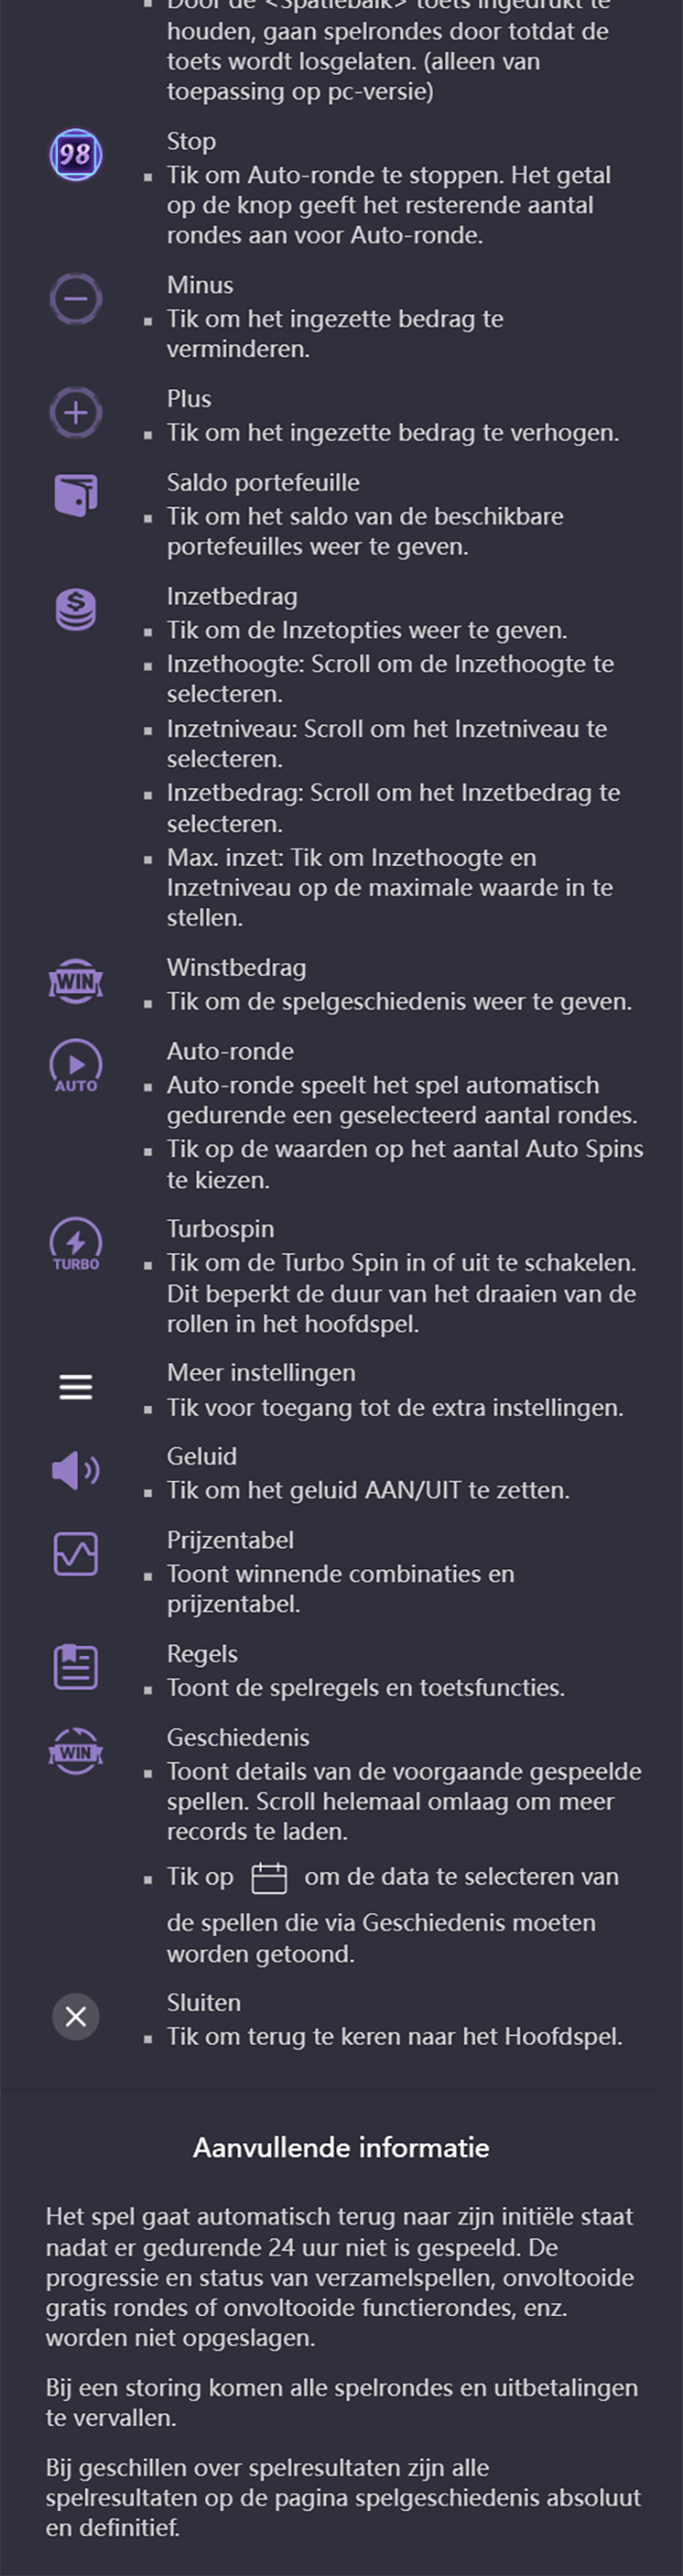 Door de <Spatiebalk> toets ingedrukt te
houden, gaan spelrondes door totdat de
toets wordt losgelaten. (alleen van
toepassing op pc-versie)
98
Stop
Tik om Auto-ronde te stoppen. Het getal
op de knop geeft het resterende aantal
rondes aan voor Auto-ronde.
Minus
Tik om het ingezette bedrag te
verminderen.
Plus
Tik om het ingezette bedrag te verhogen.
Saldo portefeuille
Tik om het saldo van de beschikbare
portefeuilles weer te geven.
Inzetbedrag
Tik om de Inzetopties weer te geven.
Inzethoogte: Scroll om de Inzethoogte te
selecteren.
Inzetniveau: Scroll om het Inzetniveau te
selecteren.
Inzetbedrag: Scroll om het Inzetbedrag te
selecteren.
Max. inzet: Tik om Inzethoogte en
Inzetniveau op de maximale waarde in te
stellen.
WIN
Winstbedrag
Tik om de spelgeschiedenis weer te geven.
AUTO
Auto-ronde
Auto-ronde speelt het spel automatisch
gedurende een geselecteerd aantal rondes.
Tik op de waarden op het aantal Auto Spins
te kiezen.
TURBO
Turbospin
Tik om de Turbo Spin in of uit te schakelen.
Dit beperkt de duur van het draaien van de
rollen in het hoofdspel.
Meer instellingen
Tik voor toegang tot de extra instellingen.
Geluid
Tik om het geluid AAN/UIT te zetten.
Prijzentabel
Toont winnende combinaties en
prijzentabel.
Regels
Toont de spelregels en toetsfuncties.
WIN
Geschiedenis
Toont details van de voorgaande gespeelde
spellen. Scroll helemaal omlaag om meer
records te laden.
Tik op om de data te selecteren van
de spellen die via Geschiedenis moeten
worden getoond.
Sluiten
Tik om terug te keren naar het Hoofdspel.
Aanvullende informatie
Het spel gaat automatisch terug naar zijn initiële staat
nadat er gedurende 24 uur niet is gespeeld. De
progressie en status van verzamelspellen, onvoltooide
gratis rondes of onvoltooide functierondes, enz.
worden niet opgeslagen.
Bij een storing komen alle spelrondes en uitbetalingen
te vervallen.
Bij geschillen over spelresultaten zijn alle
spelresultaten op de pagina spelgeschiedenis absoluut
en definitief.